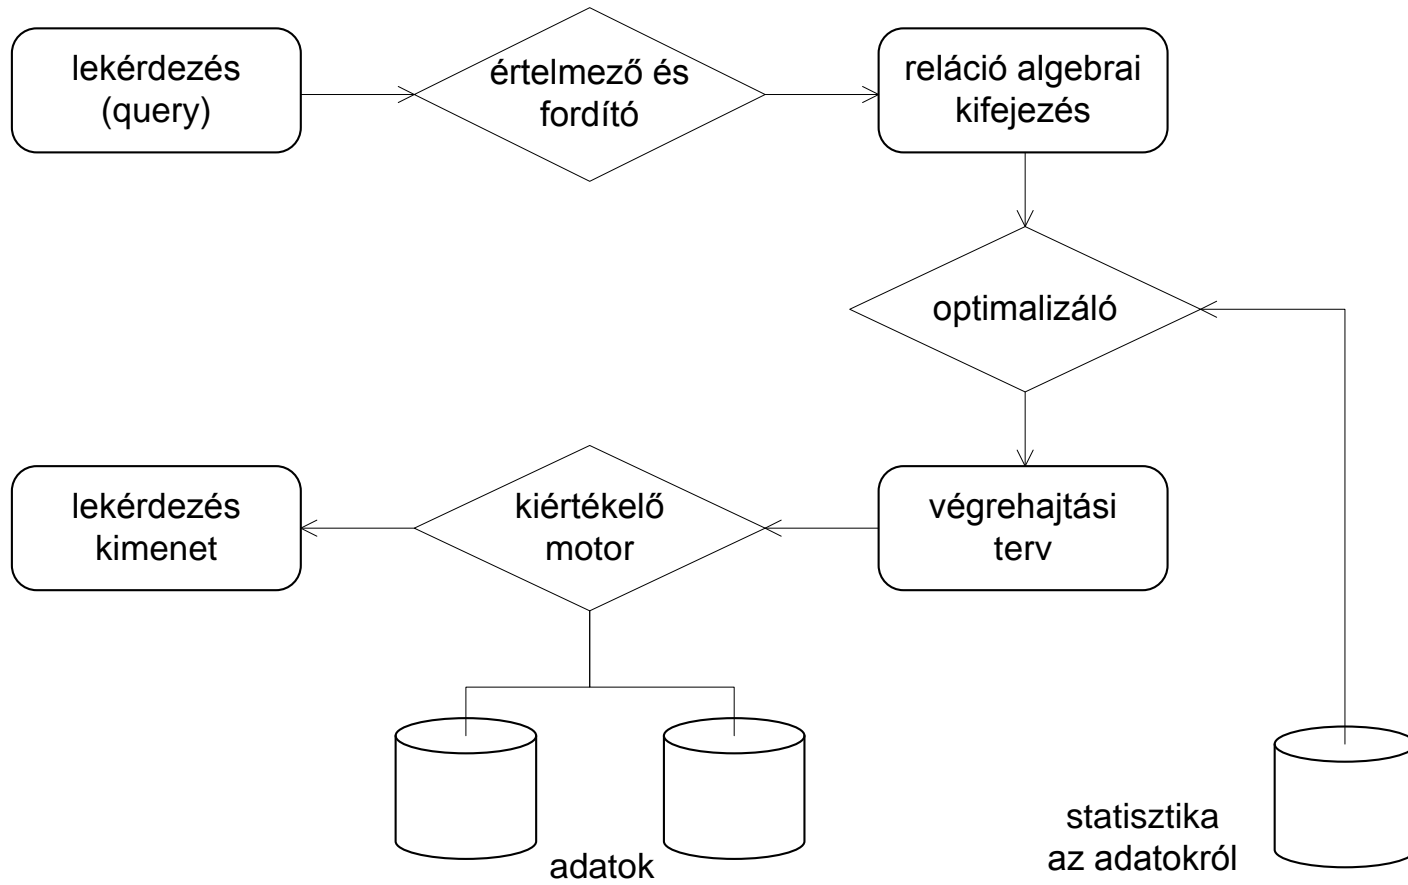 lekérdezés
(query)
értelmező és
fordító
reláció algebrai
kifejezés
optimalizáló
lekérdezés
kimenet
kiértékelő
motor
végrehajtási
terv
adatok
statisztika
az adatokról